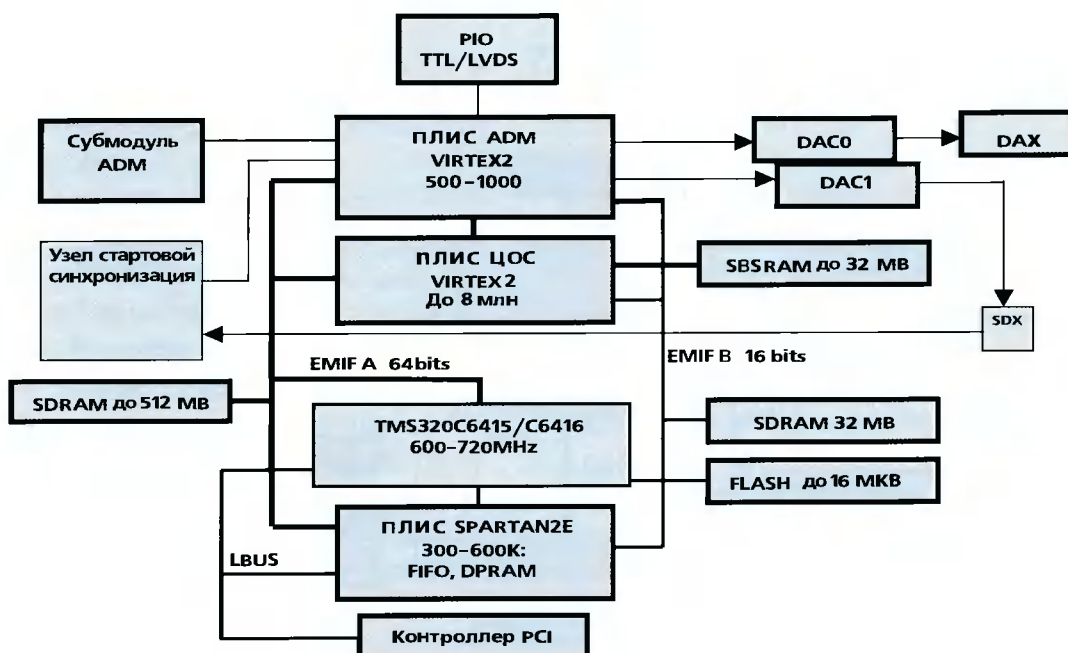 PIO
TTL/LVDS
Субмодуль
ADM
ПЛИС ADM
VIRTEX2
500–1000
DAC0
DAX
DAC1
Узел стартовой
синхронизация
ПЛИС ЦОС
VIRTEX2
До 8 млн
SBSRAM до 32 MB
SDX
EMIF A 64bits
EMIF B 16 bits
SDRAM до 512 MB
TMS320C6415/C6416
600–720MHz
SDRAM 32 MB
FLASH до 16 MKB
ПЛИС SPARTAN2E
300–600K:
FIFO, DPRAM
LBUS
Контроллер PCI